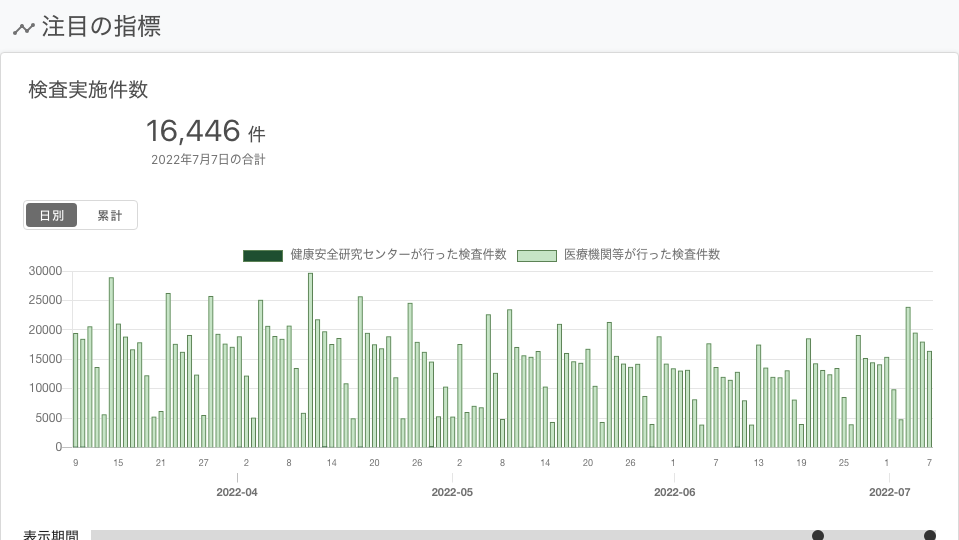 注目の指標
検査実施件数
16,446 件
2022年7月7日の合計
日別 累計
健康安全研究センターが行った検査件数 医療機関等が行った検査件数
30000
25000
20000
15000
10000
5000
0
9 15 21 27 2 8 14 20 26 2 8 14 20 26 1 7 13 19 25 1 7
2022-04 2022-05 2022-06 2022-07
表示期間